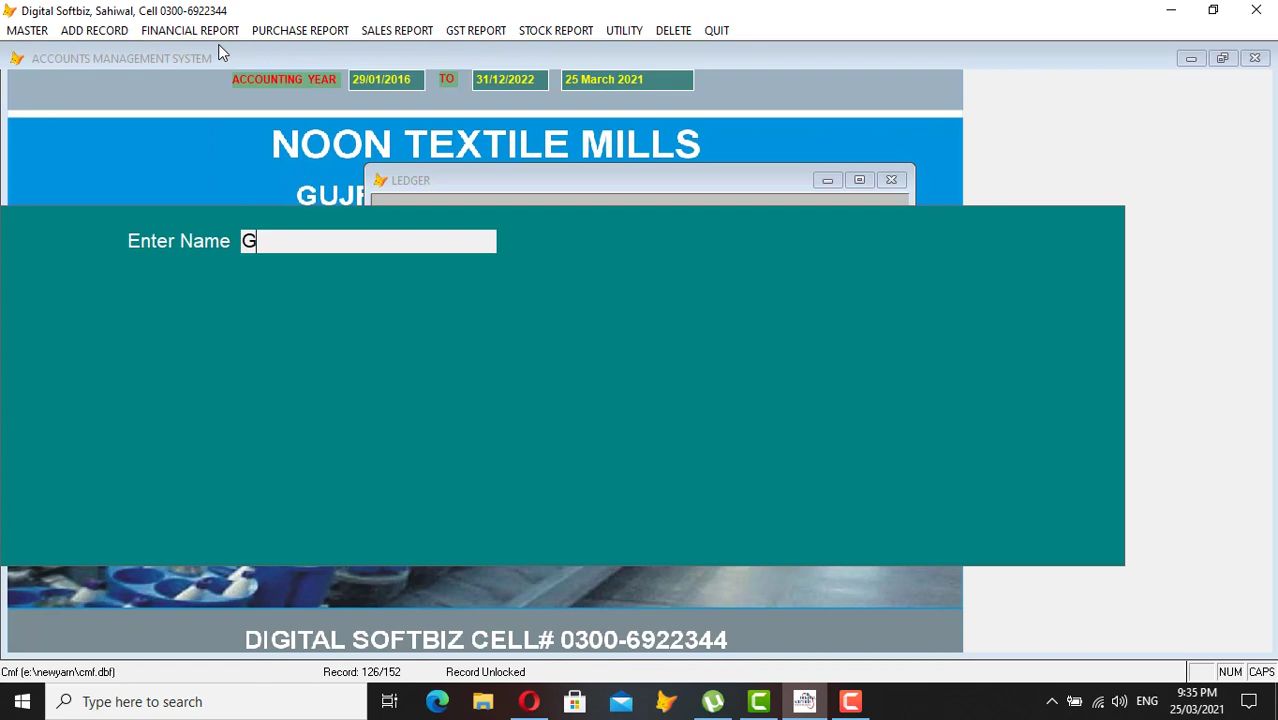 Digital Softbiz, Sahiwal, Cell 0300-6922344
MASTER ADD RECORD FINANCIAL REPORT PURCHASE REPORT SALES REPORT GST REPORT STOCK REPORT UTILITY DELETE QUIT
ACCOUNTS MANAGEMENT SYSTEM
ACCOUNTING YEAR 29/01/2016 TO 31/12/2022 25 March 2021
NOON TEXTILE MILLS
LEDGER
Enter Name G
DIGITAL SOFTBIZ CELL# 0300-6922344
Cmf (e:\newyarn\cmf.dbf) Record: 126/152 Record Unlocked NUM CAPS
Type here to search
ENG
9:35 PM
25/03/2021